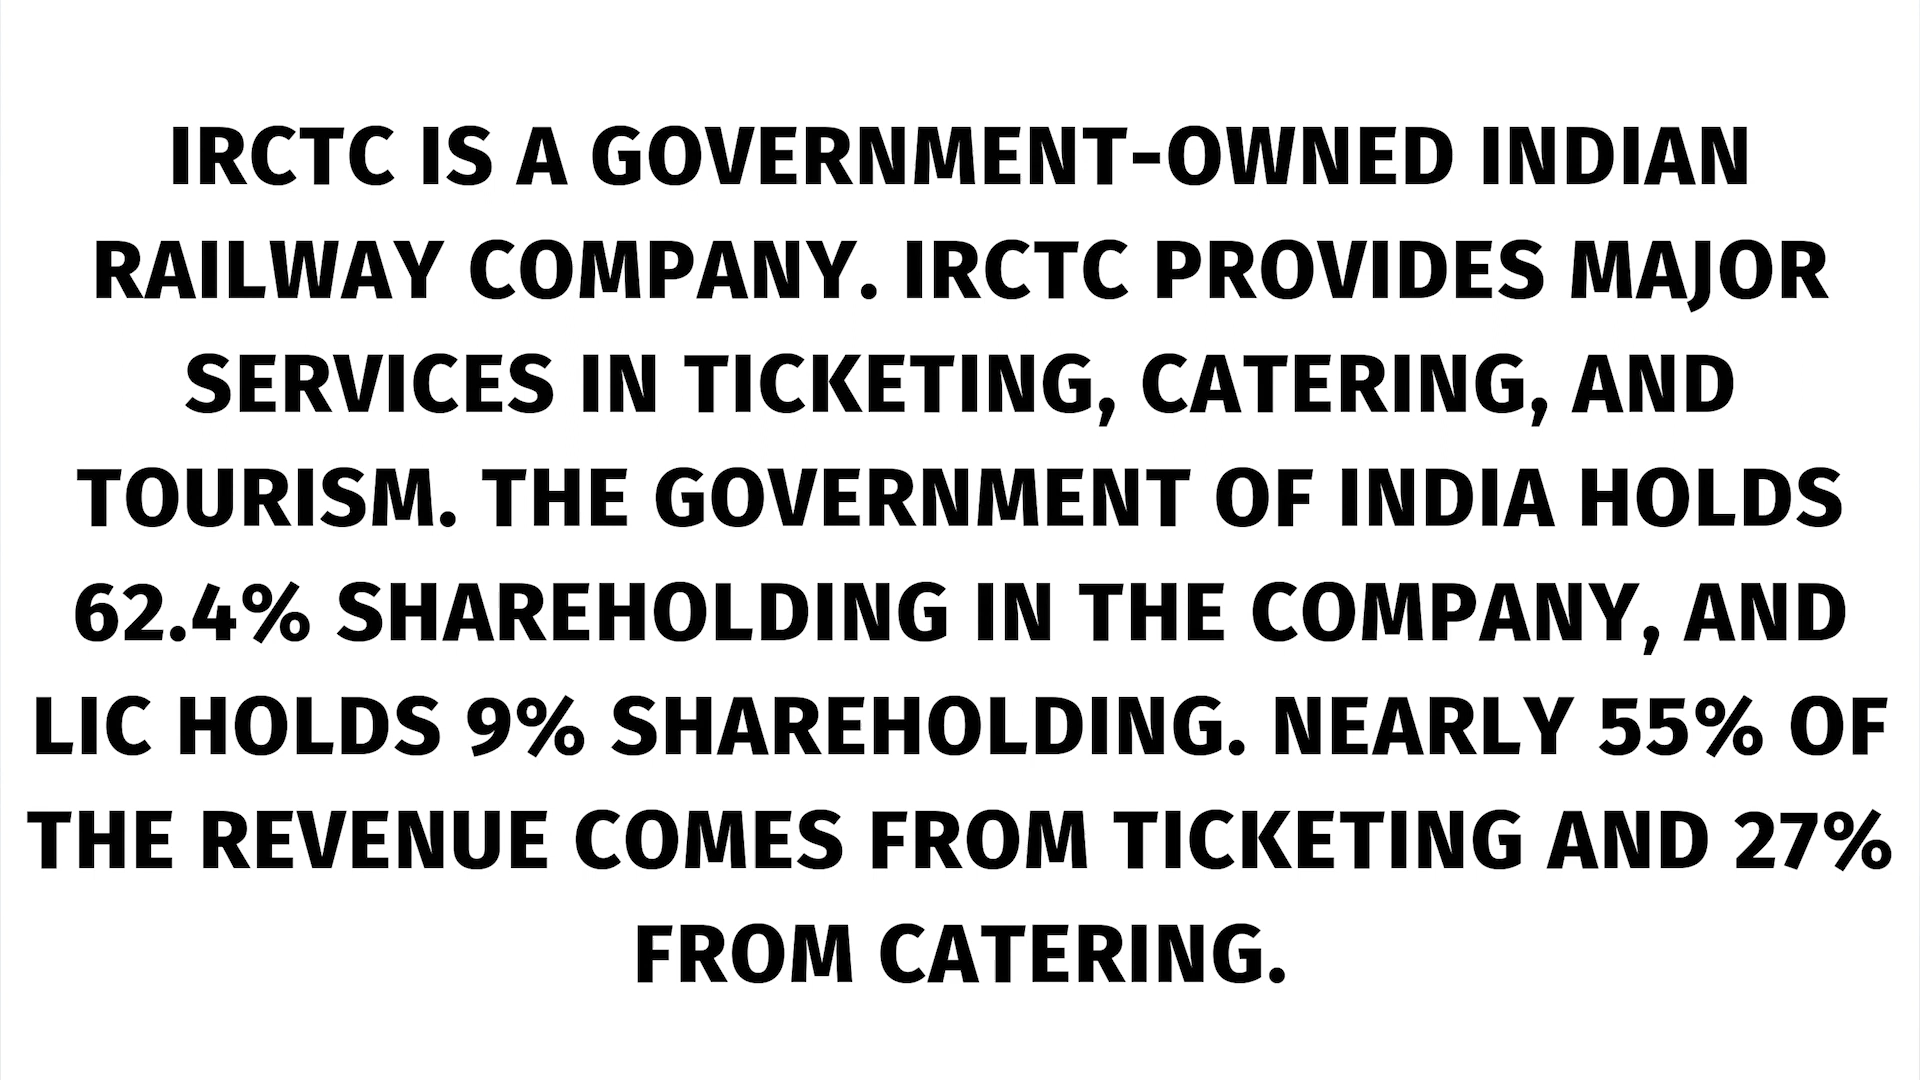 IRCTC IS A GOVERNMENT-OWNED INDIAN
RAILWAY COMPANY. IRCTC PROVIDES MAJOR
SERVICES IN TICKETING, CATERING, AND
TOURISM. THE GOVERNMENT OF INDIA HOLDS
62.4% SHAREHOLDING IN THE COMPANY, AND
LIC HOLDS 9% SHAREHOLDING. NEARLY 55% OF
THE REVENUE COMES FROM TICKETING AND 27%
FROM CATERING.